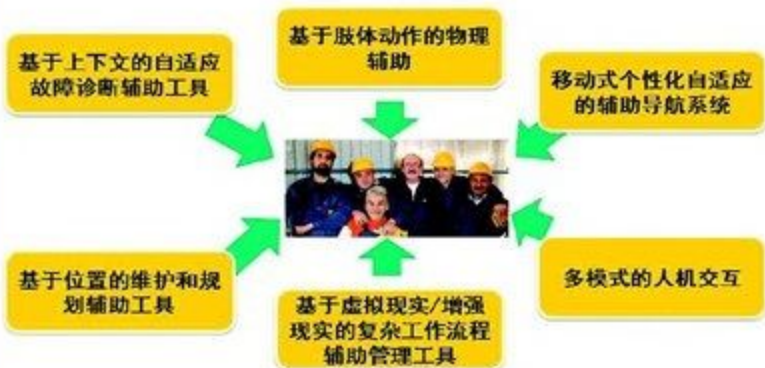 基于上下文的自适应
故障诊断辅助工具
基于肢体动作的物理
辅助
移动式个性化自适应
的辅助导航系统
基于位置的维护和规
划辅助工具
基于虚拟现实/增强
现实的复杂工作流程
辅助管理工具
多模式的人机交互